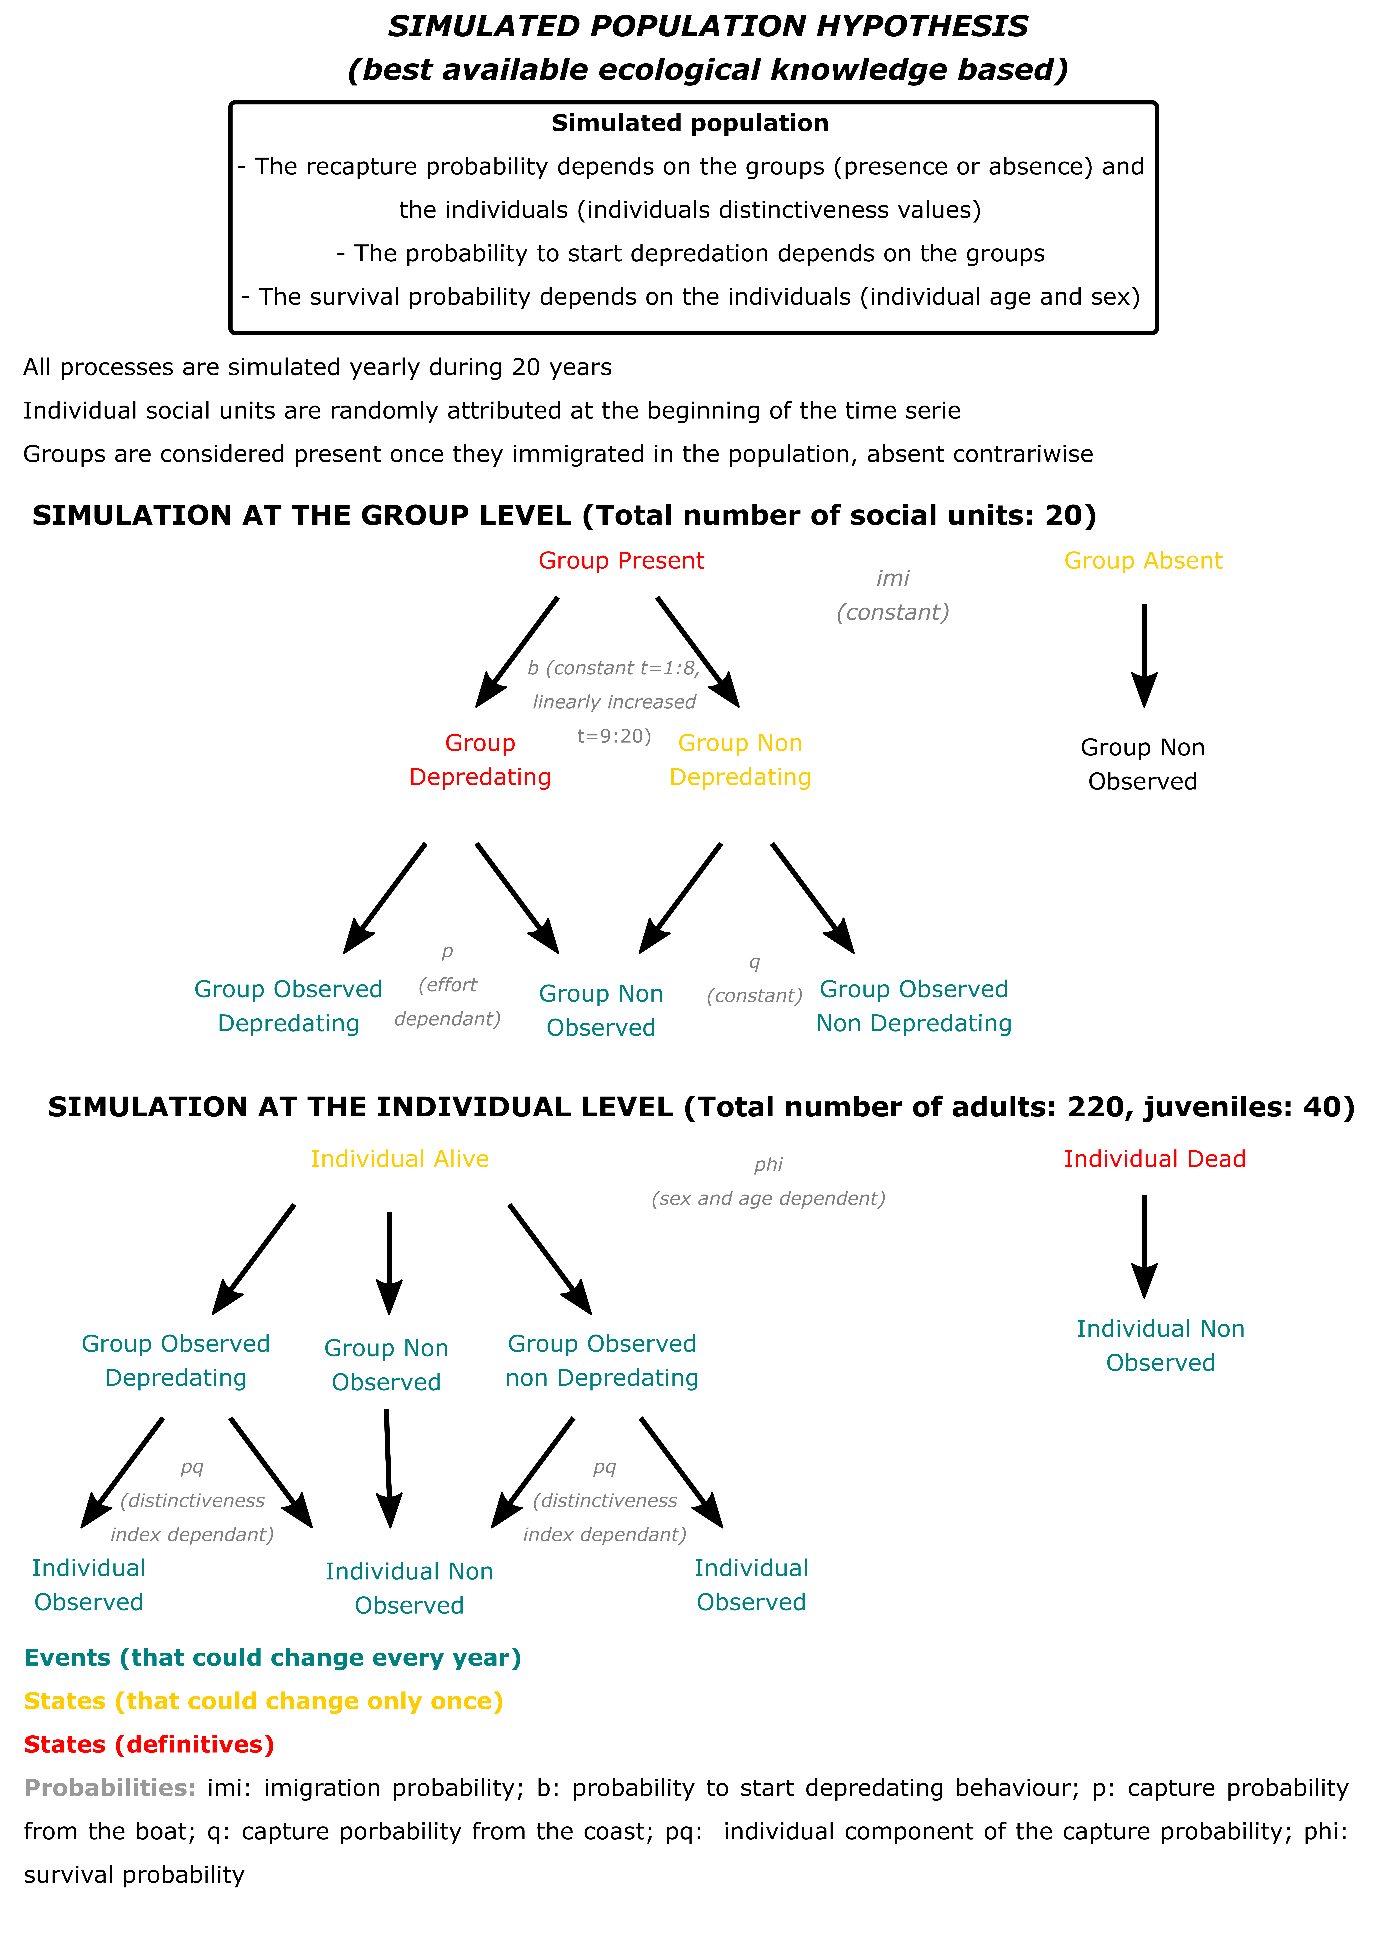 SIMULATED POPULATION HYPOTHESIS
(best available ecological knowledge based)
Simulated population
- The recapture probability depends on the groups (presence or absence) and
the individuals (individuals distinctiveness values)
- The probability to start depredation depends on the groups
- The survival probability depends on the individuals (individual age and sex)
All processes are simulated yearly during 20 years
Individual social units are randomly attributed at the beginning of the time serie
Groups are considered present once they immigrated in the population, absent contrariwise
SIMULATION AT THE GROUP LEVEL (Total number of social units: 20)
Group Present
imi
(constant)
Group Absent
b (constant t=1:8,
linearly increased
t=9:20)
Group
Depredating
Group Non
Depredating
Group Non
Observed
p
(effort
dependant)
q
(constant)
Group Observed
Depredating
Group Non
Observed
Group Observed
Non Depredating
SIMULATION AT THE INDIVIDUAL LEVEL (Total number of adults: 220, juveniles: 40)
Individual Alive
phi
(sex and age dependent)
Individual Dead
Group Observed
Depredating
Group Non
Observed
Group Observed
non Depredating
Individual Non
Observed
pq
(distinctiveness
index dependant)
pq
(distinctiveness
index dependant)
Individual
Observed
Individual Non
Observed
Individual
Observed
Events (that could change every year)
States (that could change only once)
States (definitives)
Probabilities: imi: imigration probability; b: probability to start depredating behaviour; p: capture probability
from the boat; q: capture porbability from the coast; pq: individual component of the capture probability; phi:
survival probability